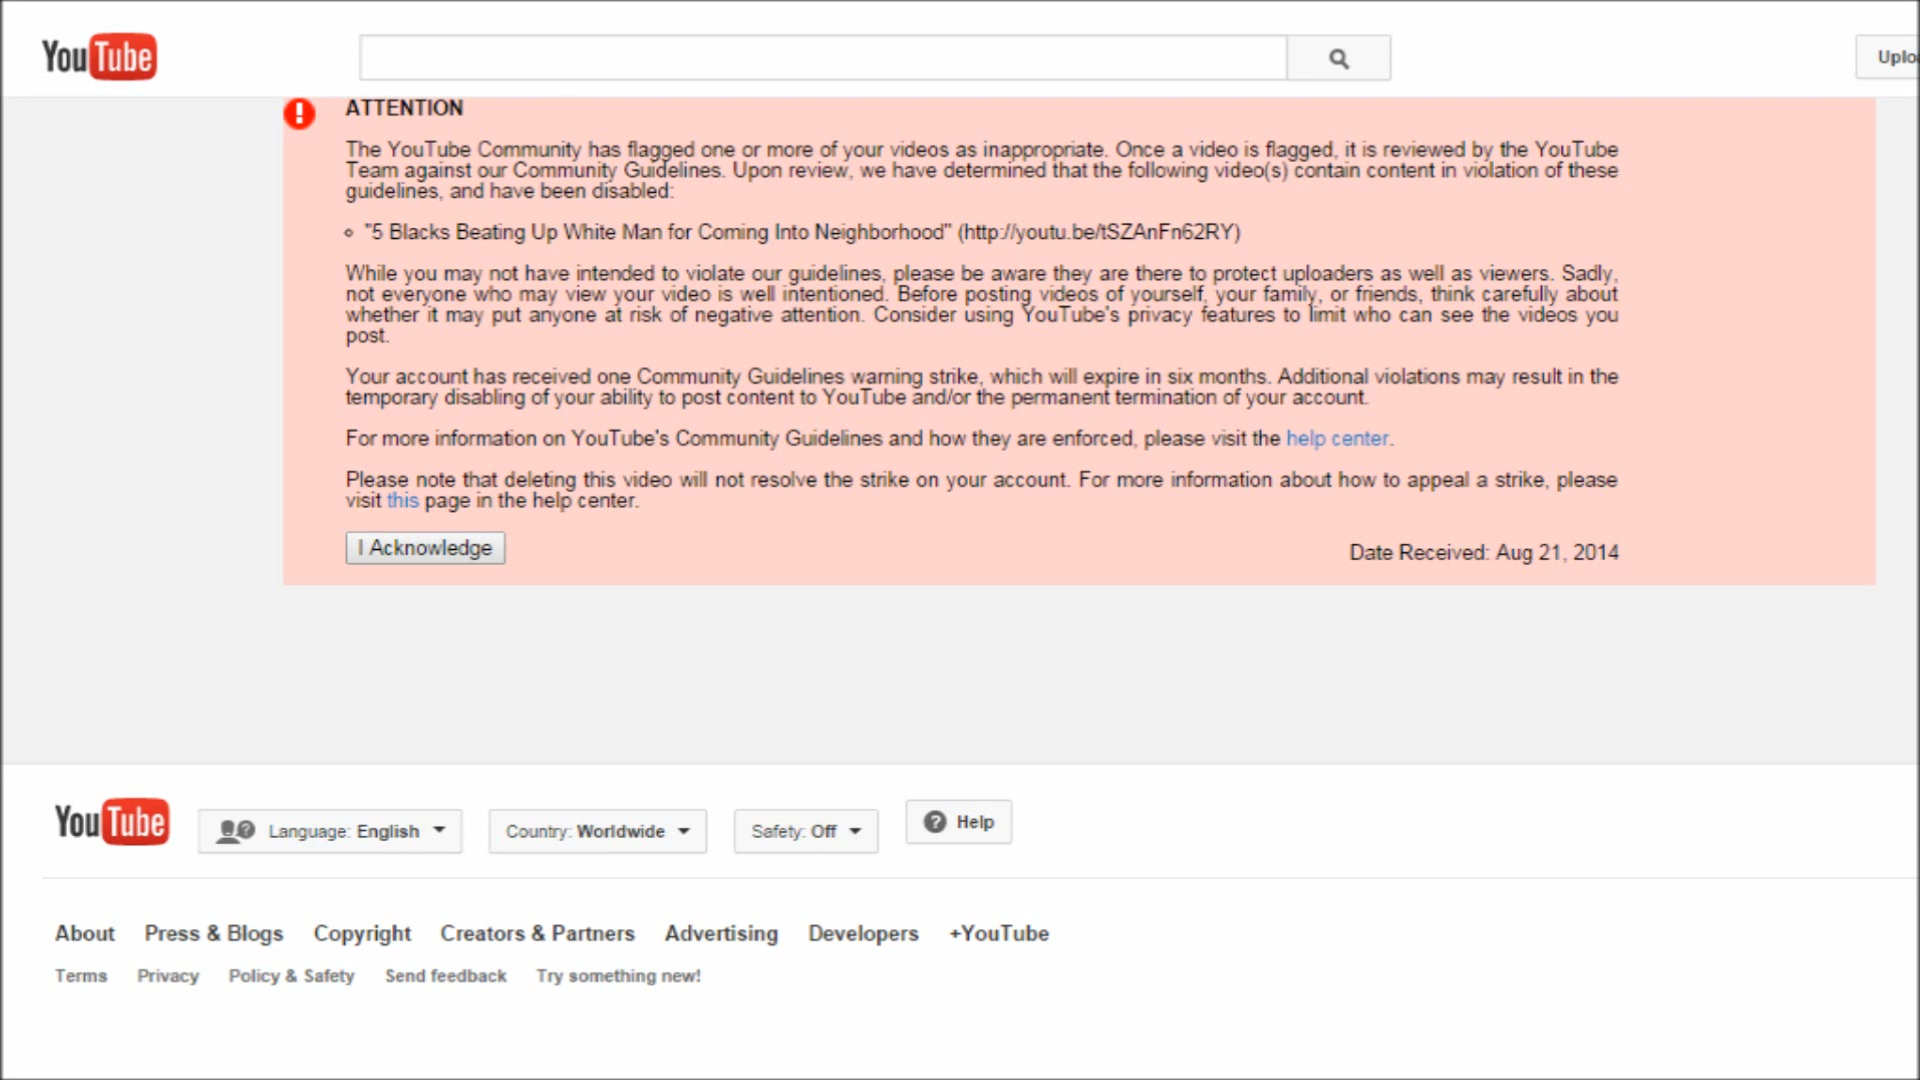 YouTube
Uplo
ATTENTION
The YouTube Community has flagged one or more of your videos as inappropriate. Once a video is flagged, it is reviewed by the YouTube
Team against our Community Guidelines. Upon review, we have determined that the following video(s) contain content in violation of these
guidelines, and have been disabled:
"5 Blacks Beating Up White Man for Coming Into Neighborhood" (http://youtu.be/tSZAnFn62RY)
While you may not have intended to violate our guidelines, please be aware they are there to protect uploaders as well as viewers. Sadly,
not everyone who may view your video is well intentioned. Before posting videos of yourself, your family, or friends, think carefully about
whether it may put anyone at risk of negative attention. Consider using YouTube's privacy features to limit who can see the videos you
post.
Your account has received one Community Guidelines warning strike, which will expire in six months. Additional violations may result in the
temporary disabling of your ability to post content to YouTube and/or the permanent termination of your account.
For more information on YouTube's Community Guidelines and how they are enforced, please visit the help center.
Please note that deleting this video will not resolve the strike on your account. For more information about how to appeal a strike, please
visit this page in the help center.
I Acknowledge
Date Received: Aug 21, 2014
YouTube
Language: English
Country: Worldwide
Safety: Off
Help
About Press & Blogs Copyright Creators & Partners Advertising Developers +YouTube
Terms Privacy Policy & Safety Send feedback Try something new!